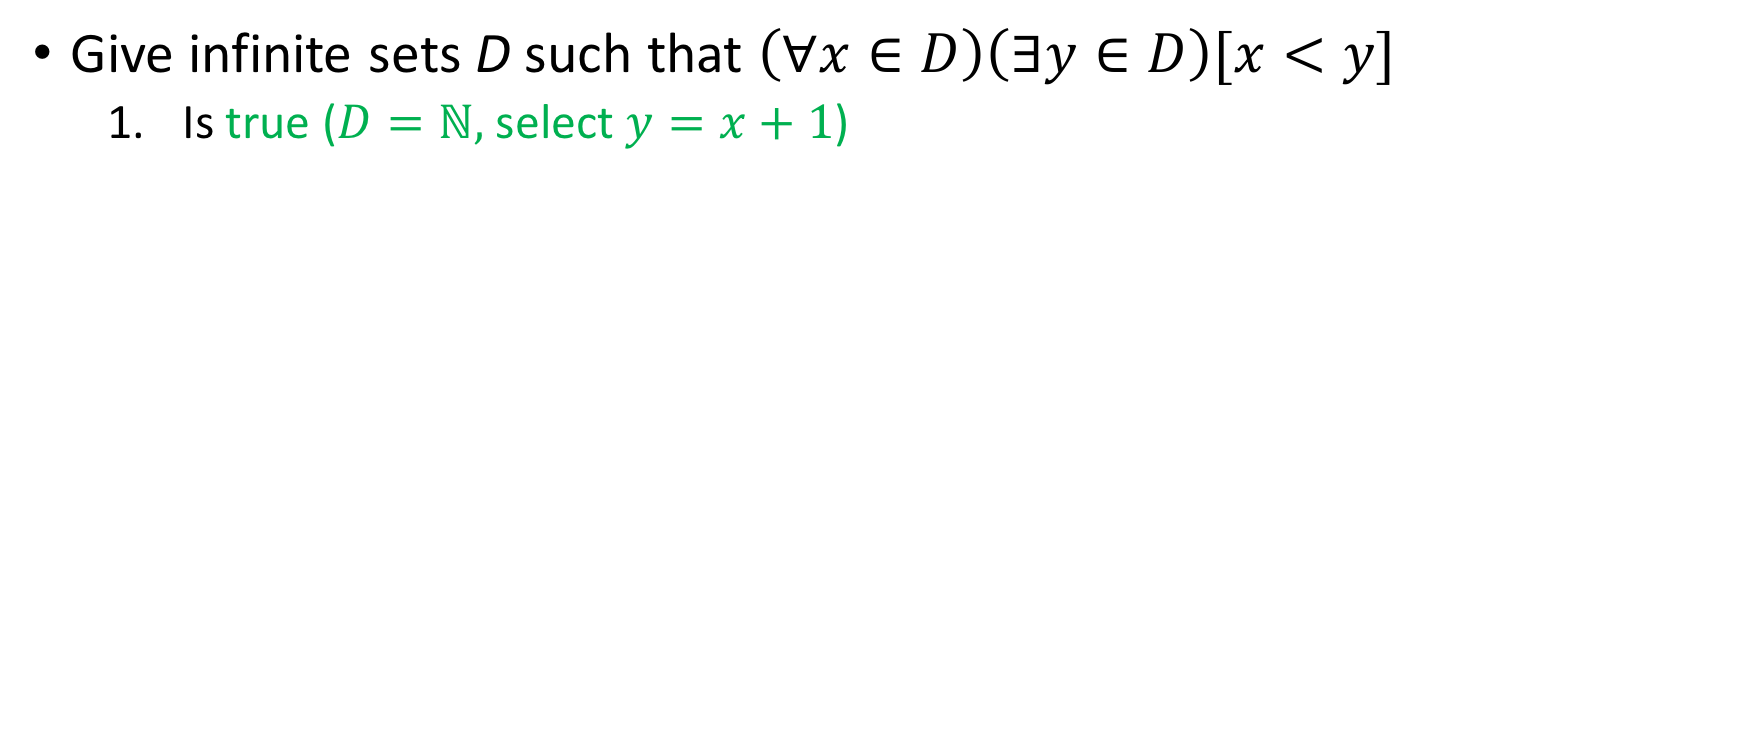 • Give infinite sets D such that (∀x ∈ D)(∃y ∈ D)[x < y]
1. Is true (D = ℕ, select y = x + 1)